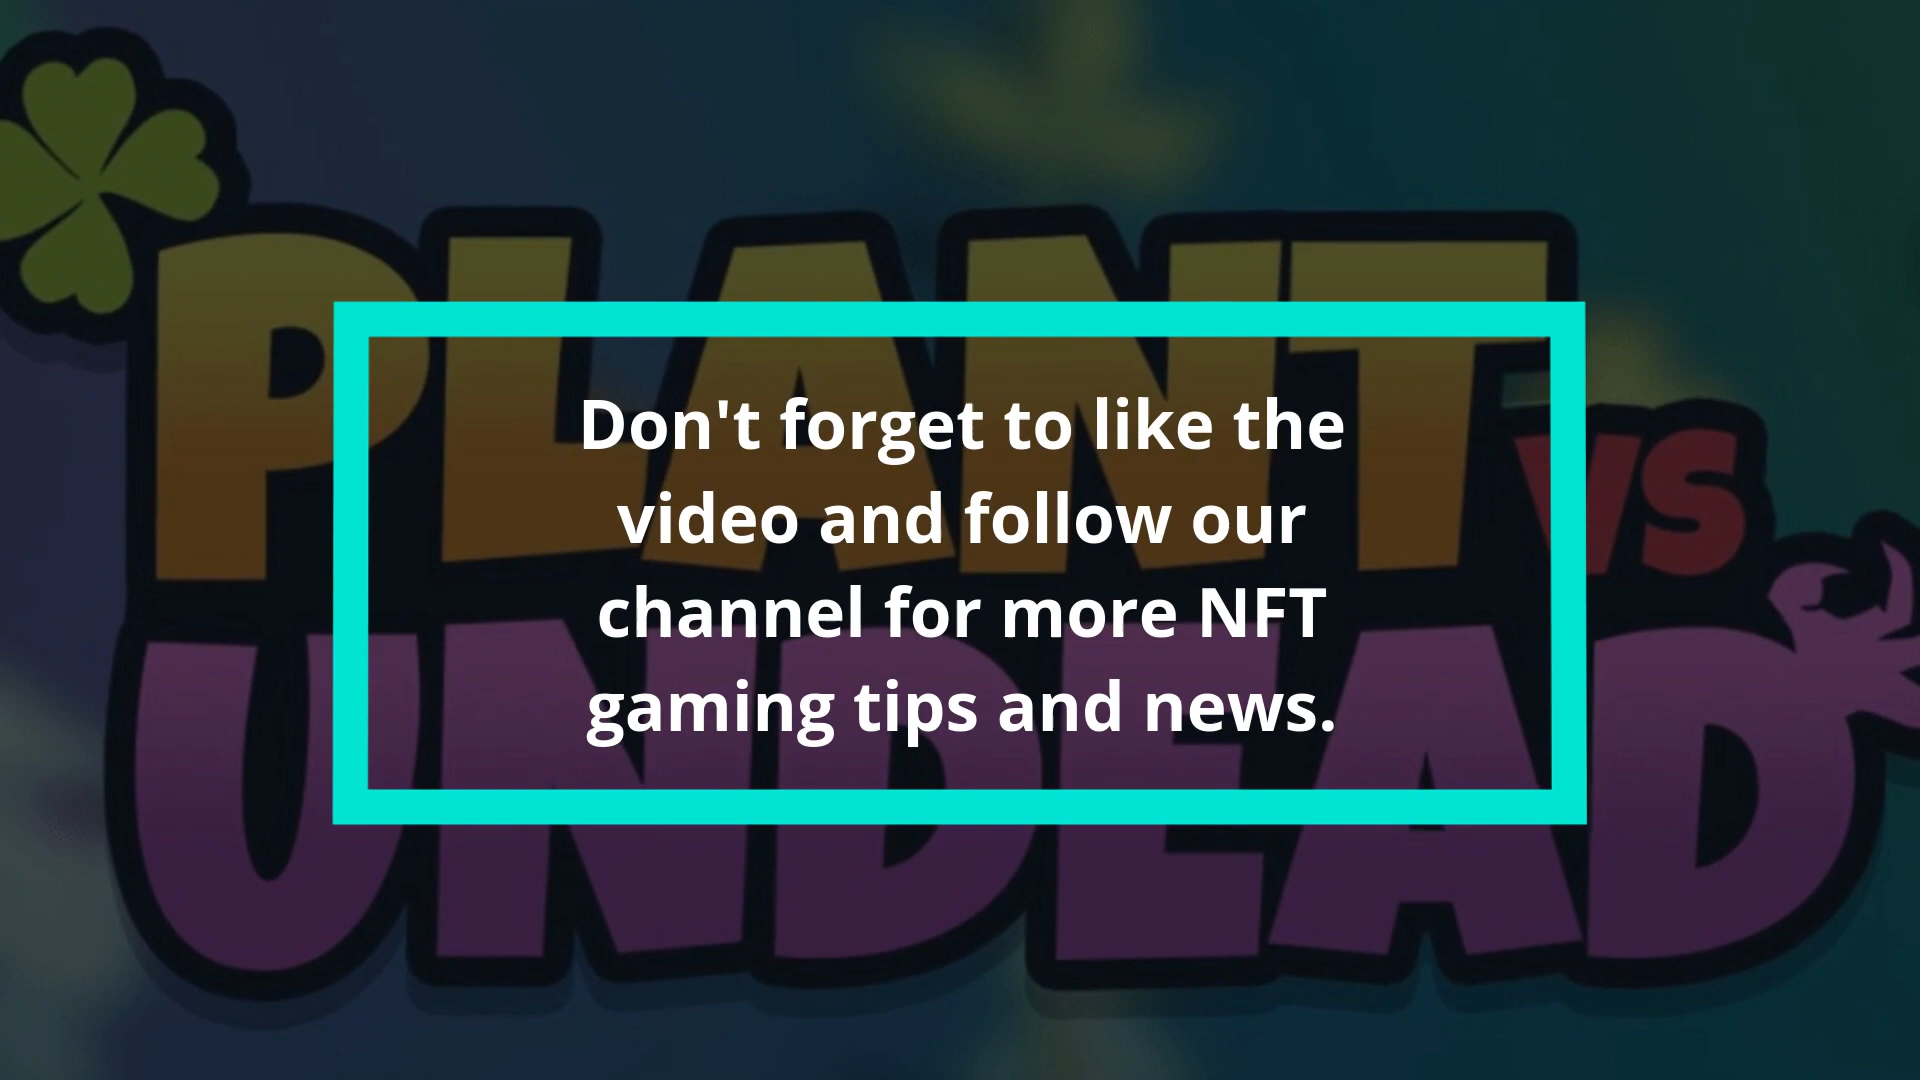 PLANT
VS
UNDEAD
Don't forget to like the
video and follow our
channel for more NFT
gaming tips and news.